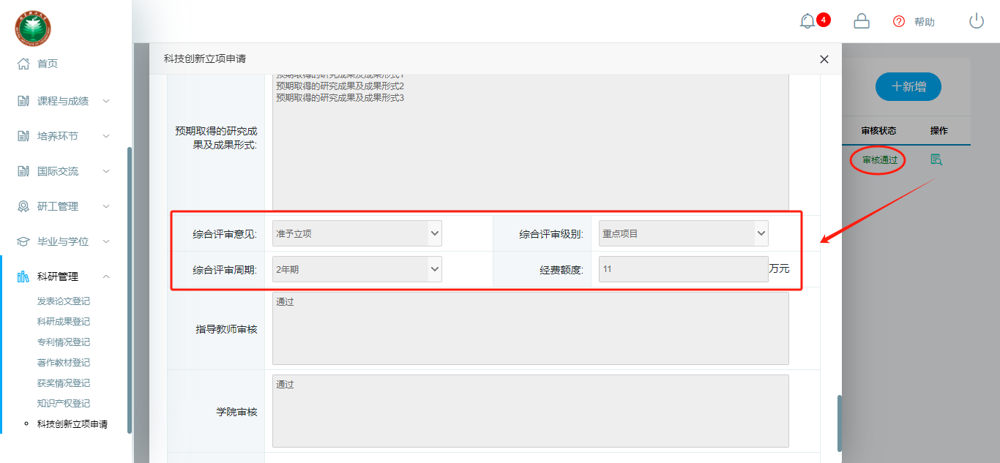 4
帮助
首页
课程与成绩
培养环节
国际交流
研工管理
毕业与学位
科研管理
发表论文登记
科研成果登记
专利情况登记
著作教材登记
获奖情况登记
知识产权登记
科技创新立项申请
科技创新立项申请
预期取得的研究成果及成果形式1
预期取得的研究成果及成果形式2
预期取得的研究成果及成果形式3
预期取得的研究成
果及成果形式:
综合评审意见: 准予立项 综合评审级别: 重点项目
综合评审周期: 2年期 经费额度: 11 万元
指导教师审核 通过
学院审核 通过
+新增
审核状态 操作
审核通过